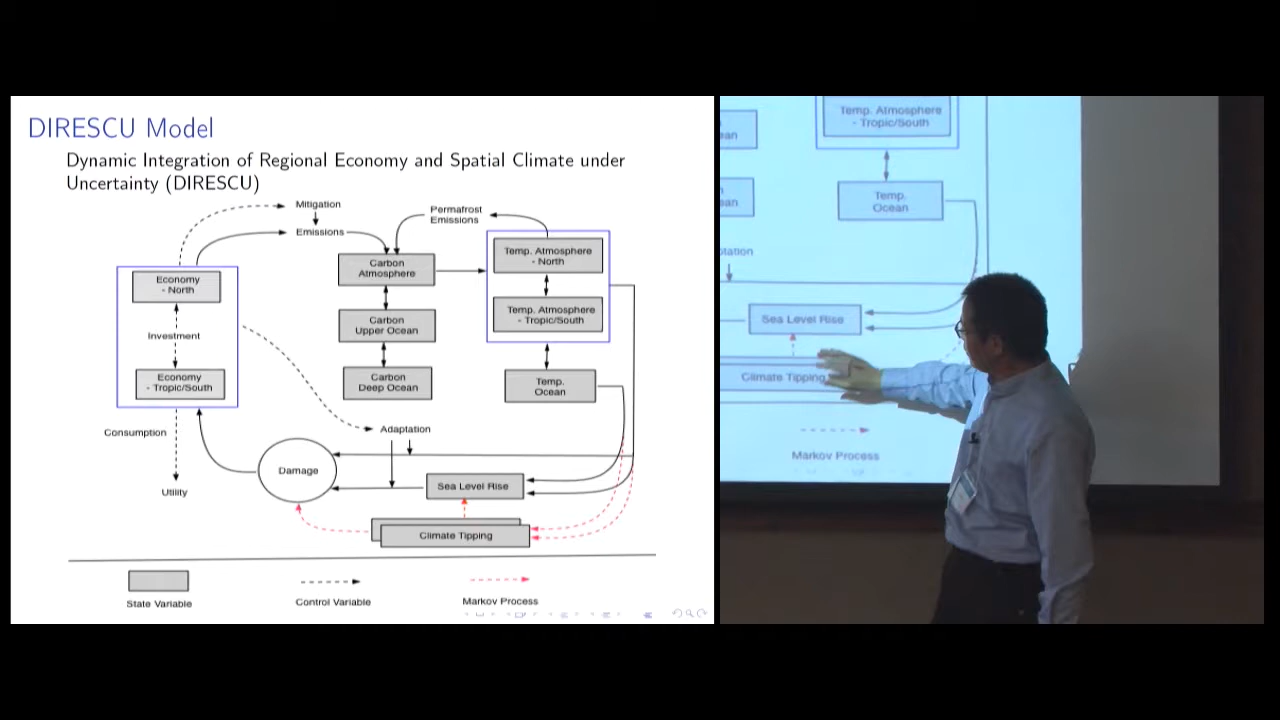 DIRESCU Model
Dynamic Integration of Regional Economy and Spatial Climate under
Uncertainty (DIRESCU)
Mitigation
Emissions
Permafrost
Emissions
Economy
- North
Investment
Economy
- Tropic/South
Consumption
Utility
Carbon
Atmosphere
Carbon
Upper Ocean
Carbon
Deep Ocean
Temp. Atmosphere
- North
Temp. Atmosphere
- Tropic/South
Temp.
Ocean
Adaptation
Damage
Sea Level Rise
Climate Tipping
State Variable
Control Variable
Markov Process
Temp. Atmosphere
- Tropic/South
ean
Temp.
Ocean
ean
tation
Sea Level Rise
Climate Tipping
Markov Process